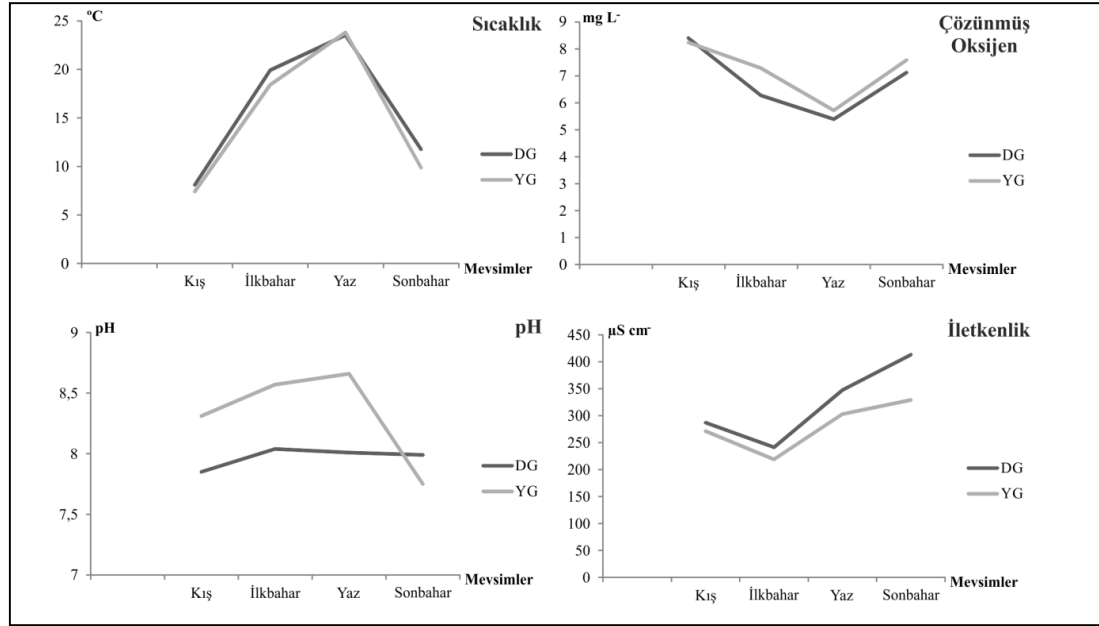 ºC
Sıcaklık
25
20
15
10
5
0
DG
YG
Kış İlkbahar Yaz Sonbahar
Mevsimler
mg L-
Çözünmüş
Oksijen
9
8
7
6
5
4
3
2
1
0
DG
YG
Kış İlkbahar Yaz Sonbahar
Mevsimler
pH
pH
9
8,5
8
7,5
7
DG
YG
Kış İlkbahar Yaz Sonbahar
Mevsimler
µS cm-
İletkenlik
450
400
350
300
250
200
150
100
50
0
DG
YG
Kış İlkbahar Yaz Sonbahar
Mevsimler